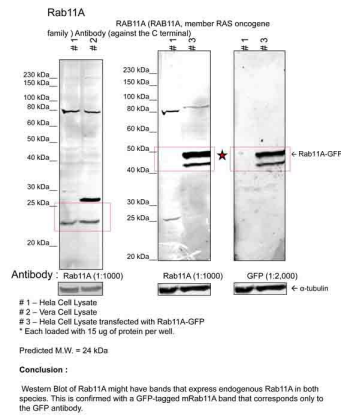 Rab11A
RAB11A (RAB11A, member RAS oncogene
family ) Antibody (against the C terminal)
# 1
# 2
# 1
# 3
# 1
# 3
230 kDa
150 kDa
100 kDa
80 kDa
60 kDa
50 kDa
40 kDa
30 kDa
25 kDa
20 kDa
230 kDa
150 kDa
100 kDa
80 kDa
60 kDa
50 kDa
40 kDa
30 kDa
25 kDa
20 kDa
← Rab11A-GFP
Antibody : Rab11A (1:1000) Rab11A (1:1000) GFP (1:2,000)
← α-tubulin
# 1 – Hela Cell Lysate
# 2 – Vera Cell Lysate
# 3 – Hela Cell Lysate transfected with Rab11A-GFP
* Each loaded with 15 ug of protein per well.
Predicted M.W. = 24 kDa
Conclusion :
Western Blot of Rab11A might have bands that express endogenous Rab11A in both
species. This is confirmed with a GFP-tagged mRab11A band that corresponds only to
the GFP antibody.